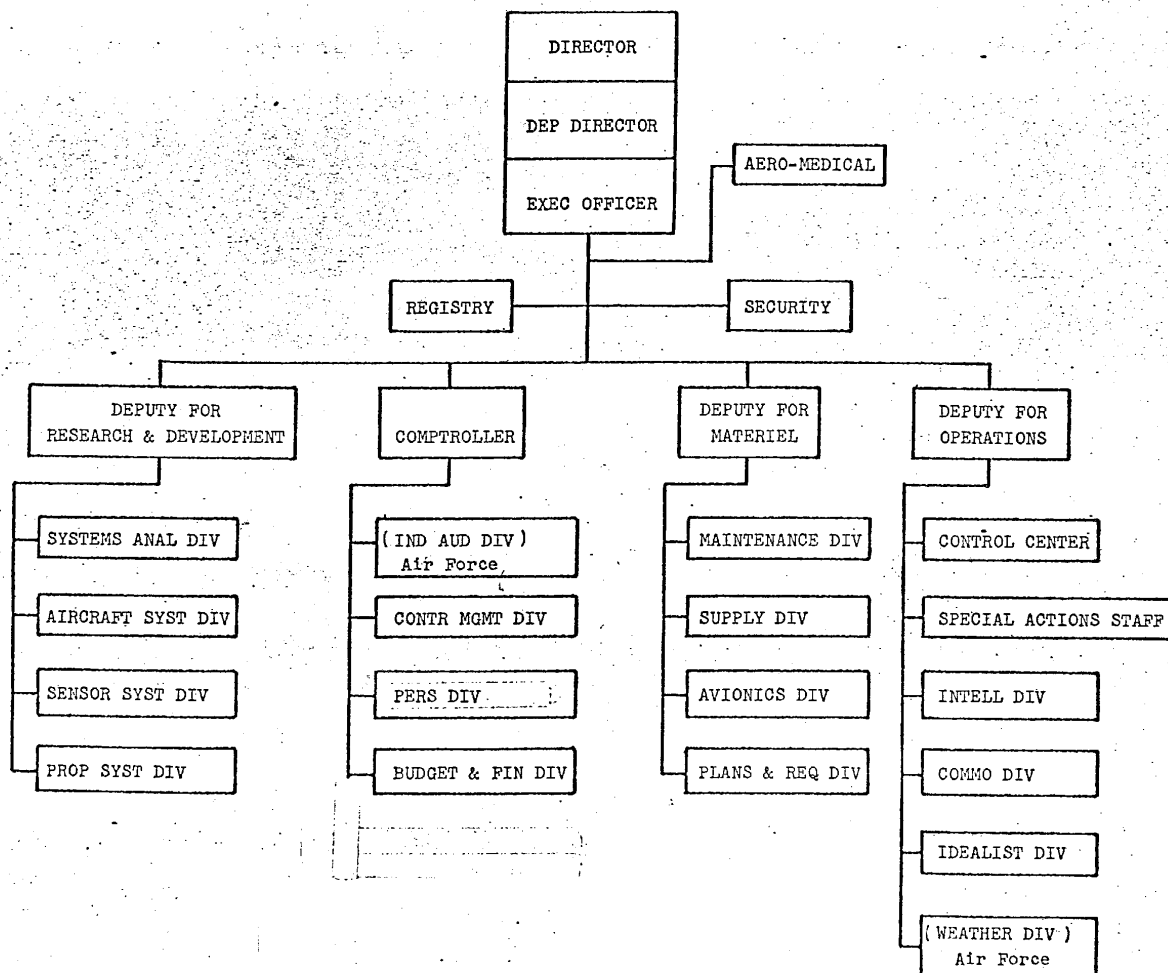 DIRECTOR
DEP DIRECTOR
EXEC OFFICER
AERO-MEDICAL
REGISTRY
SECURITY
DEPUTY FOR
RESEARCH & DEVELOPMENT
COMPTROLLER
DEPUTY FOR
MATERIEL
DEPUTY FOR
OPERATIONS
SYSTEMS ANAL DIV
AIRCRAFT SYST DIV
SENSOR SYST DIV
PROP SYST DIV
(IND AUD DIV)
Air Force
CONTR MGMT DIV
PERS DIV
BUDGET & FIN DIV
MAINTENANCE DIV
SUPPLY DIV
AVIONICS DIV
PLANS & REQ DIV
CONTROL CENTER
SPECIAL ACTIONS STAFF
INTELL DIV
COMMO DIV
IDEALIST DIV
(WEATHER DIV)
Air Force